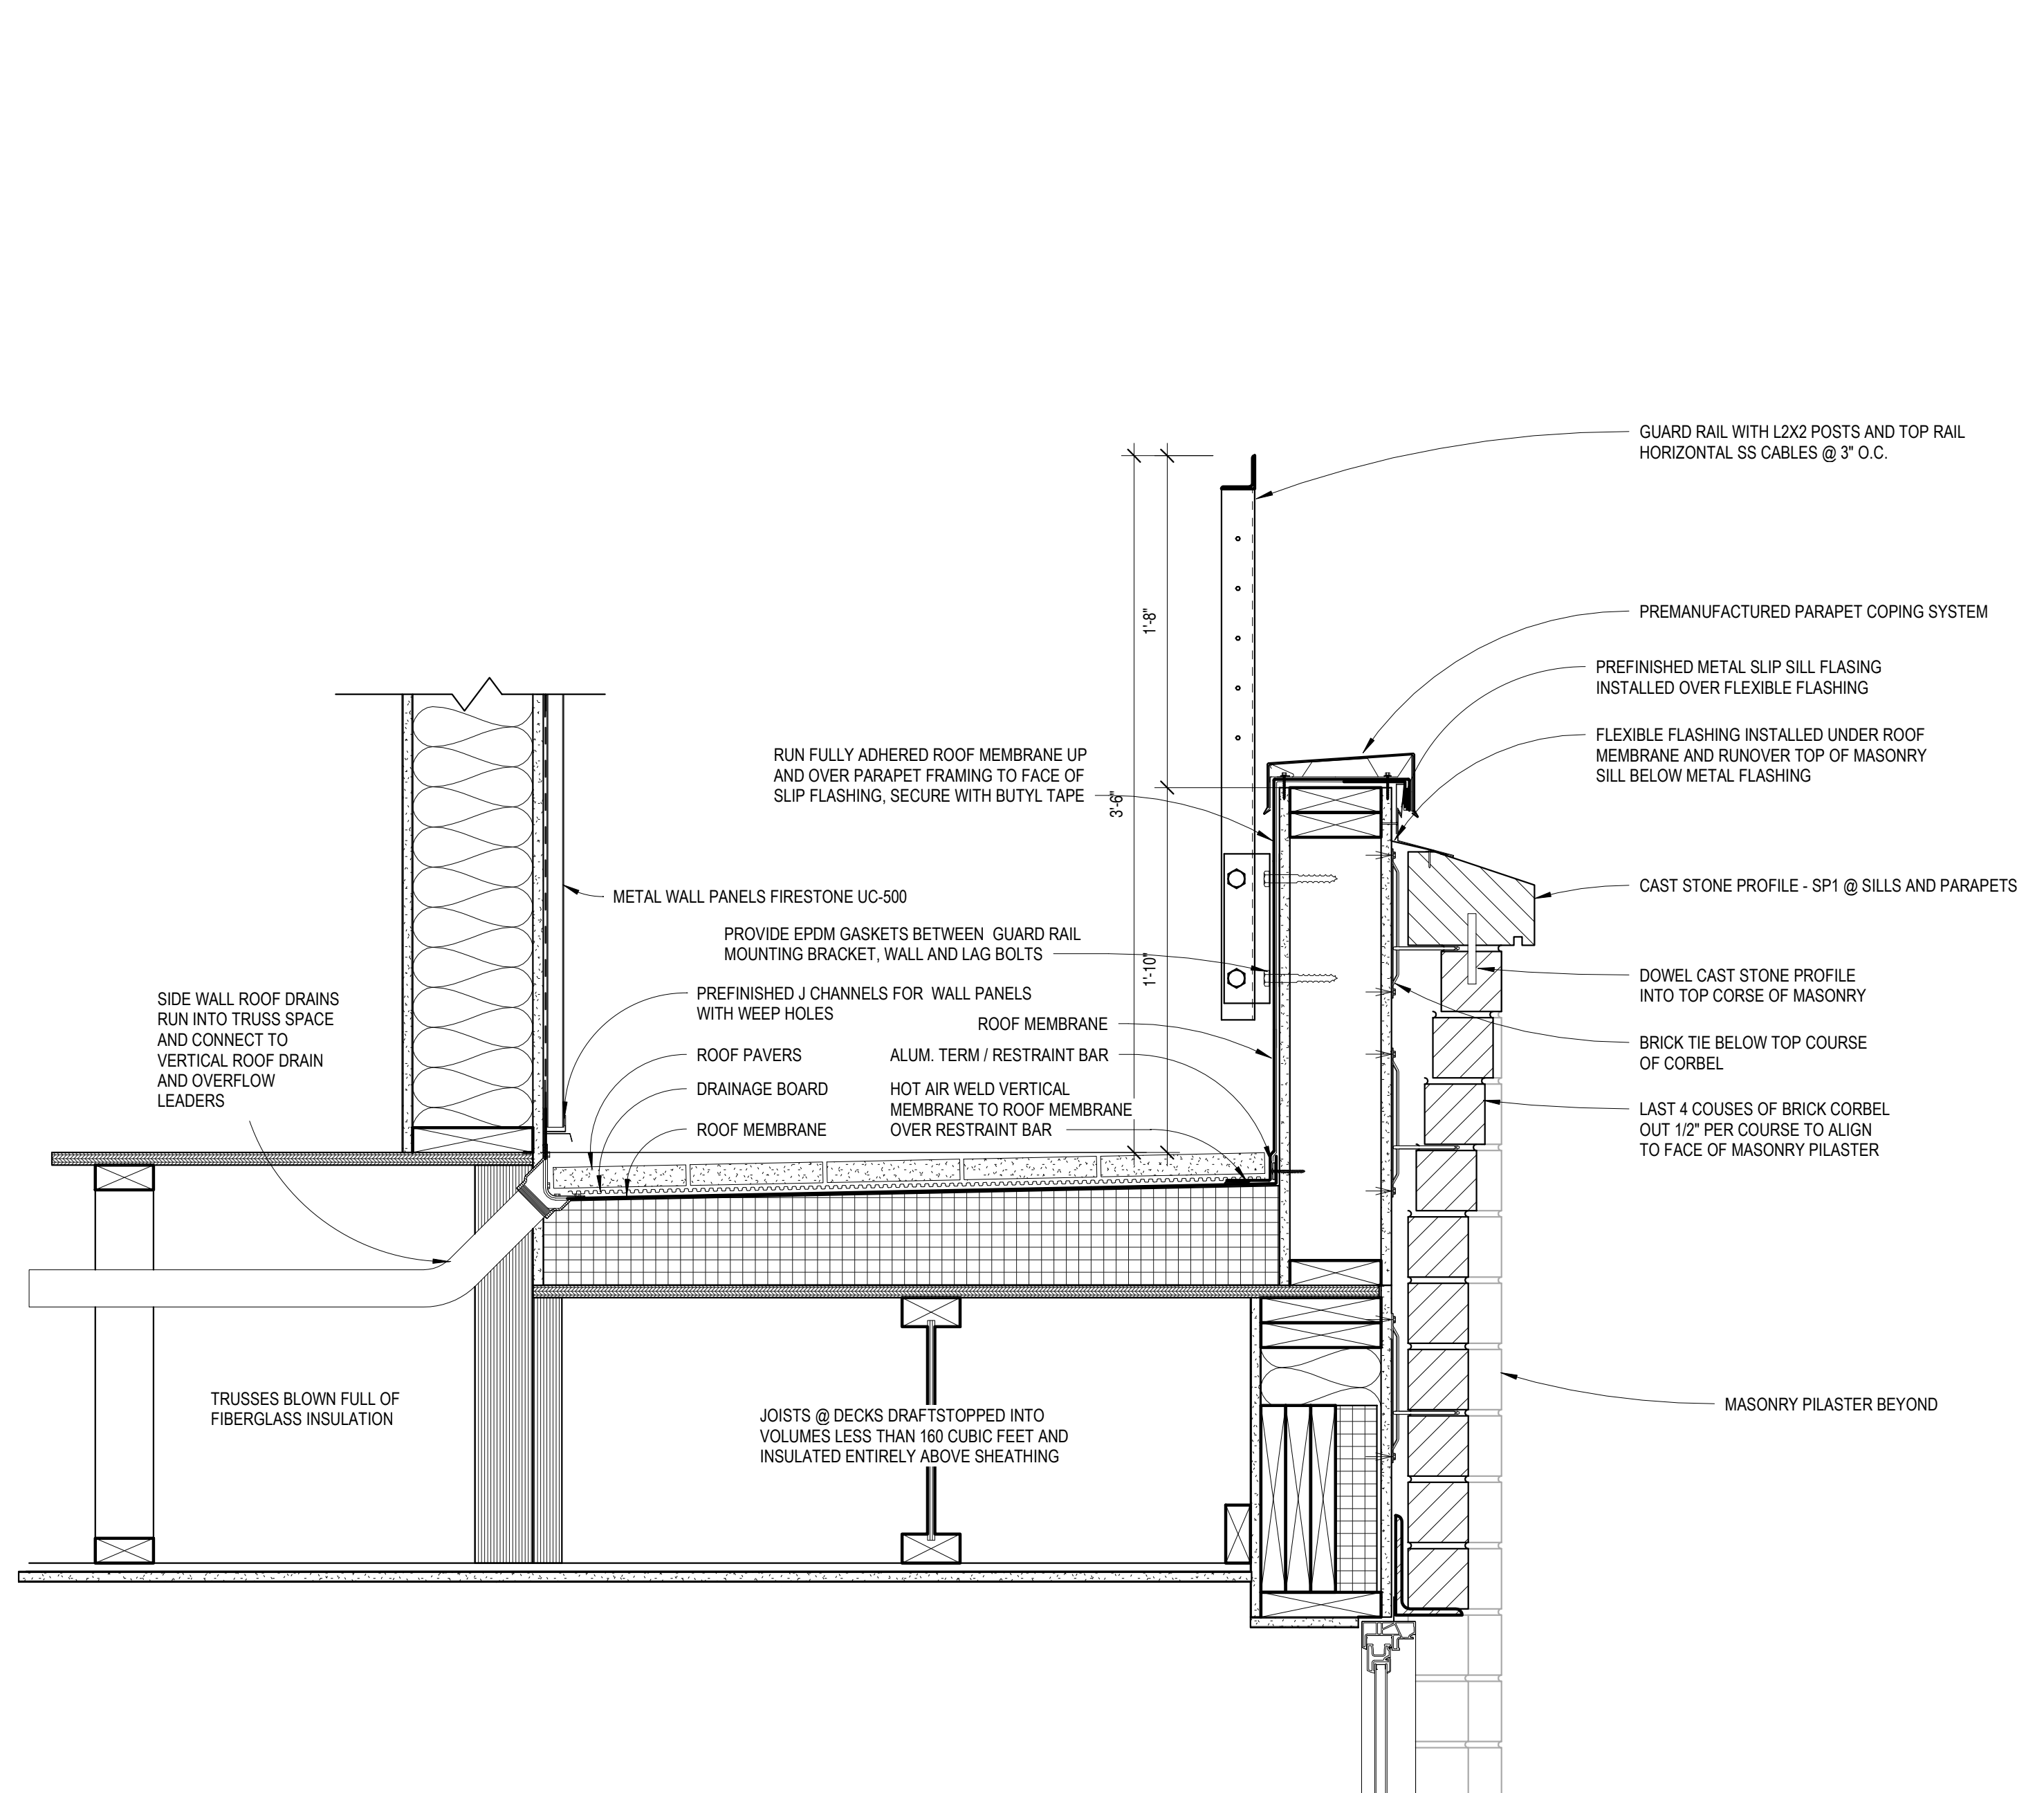 GUARD RAIL WITH L2X2 POSTS AND TOP RAIL
HORIZONTAL SS CABLES @ 3" O.C.
1'-8"
PREMANUFACTURED PARAPET COPING SYSTEM
PREFINISHED METAL SLIP SILL FLASING
INSTALLED OVER FLEXIBLE FLASHING
FLEXIBLE FLASHING INSTALLED UNDER ROOF
MEMBRANE AND RUNOVER TOP OF MASONRY
SILL BELOW METAL FLASHING
RUN FULLY ADHERED ROOF MEMBRANE UP
AND OVER PARAPET FRAMING TO FACE OF
SLIP FLASHING, SECURE WITH BUTYL TAPE
3'-6"
METAL WALL PANELS FIRESTONE UC-500
CAST STONE PROFILE - SP1 @ SILLS AND PARAPETS
PROVIDE EPDM GASKETS BETWEEN GUARD RAIL
MOUNTING BRACKET, WALL AND LAG BOLTS
1'-10"
DOWEL CAST STONE PROFILE
INTO TOP CORSE OF MASONRY
SIDE WALL ROOF DRAINS
RUN INTO TRUSS SPACE
AND CONNECT TO
VERTICAL ROOF DRAIN
AND OVERFLOW
LEADERS
PREFINISHED J CHANNELS FOR WALL PANELS
WITH WEEP HOLES
ROOF MEMBRANE
BRICK TIE BELOW TOP COURSE
OF CORBEL
ROOF PAVERS
ALUM. TERM / RESTRAINT BAR
DRAINAGE BOARD
HOT AIR WELD VERTICAL
MEMBRANE TO ROOF MEMBRANE
OVER RESTRAINT BAR
ROOF MEMBRANE
LAST 4 COUSES OF BRICK CORBEL
OUT 1/2" PER COURSE TO ALIGN
TO FACE OF MASONRY PILASTER
TRUSSES BLOWN FULL OF
FIBERGLASS INSULATION
JOISTS @ DECKS DRAFTSTOPPED INTO
VOLUMES LESS THAN 160 CUBIC FEET AND
INSULATED ENTIRELY ABOVE SHEATHING
MASONRY PILASTER BEYOND